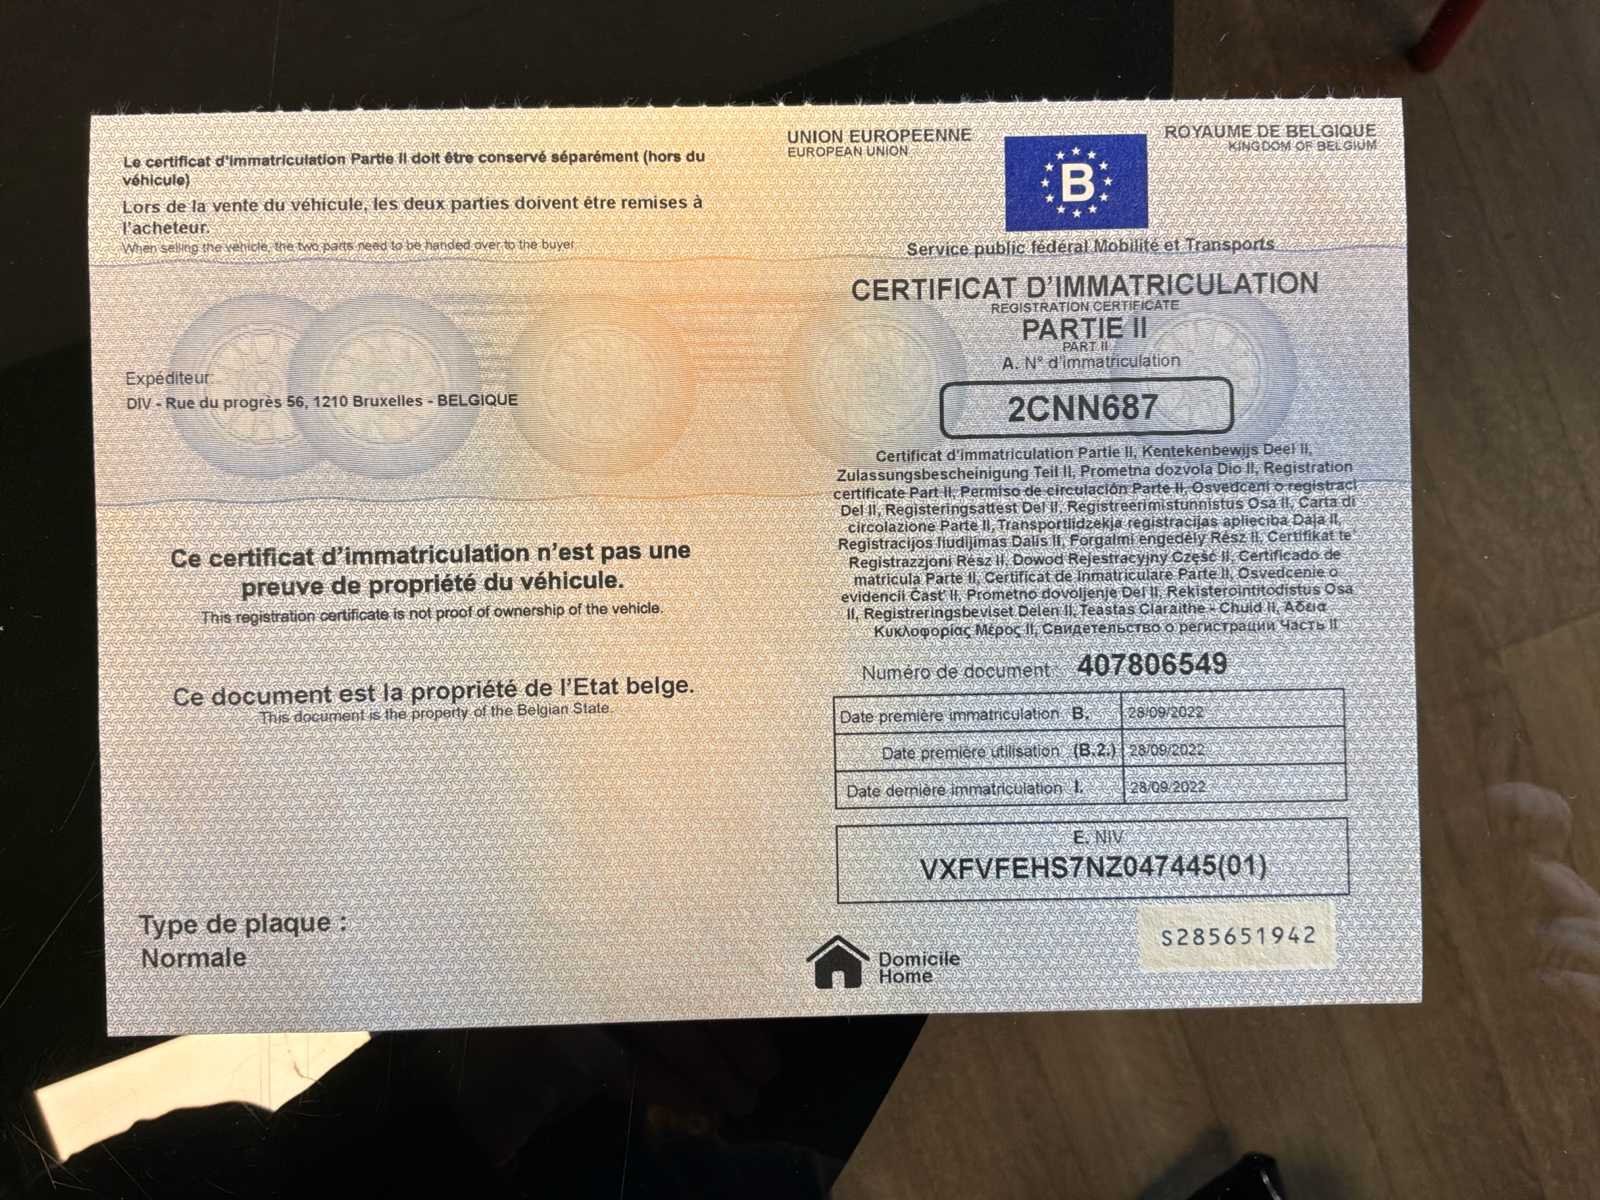 Le certificat d'immatriculation Partie II doit être conservé séparément (hors du
véhicule)
Lors de la vente du véhicule, les deux parties doivent être remises à
l'acheteur.
When selling the vehicle, the two parts need to be handed over to the buyer
Expéditeur:
DIV - Rue du progrès 56, 1210 Bruxelles - BELGIQUE
Ce certificat d'immatriculation n'est pas une
preuve de propriété du véhicule.
This registration certificate is not proof of ownership of the vehicle.
Ce document est la propriété de l'Etat belge.
This document is the property of the Belgian State.
Type de plaque :
Normale
UNION EUROPEENNE
EUROPEAN UNION
B
ROYAUME DE BELGIQUE
KINGDOM OF BELGIUM
Service public fédéral Mobilité et Transports
CERTIFICAT D'IMMATRICULATION
REGISTRATION CERTIFICATE
PARTIE II
PART II
A. N° d'immatriculation
2CNN687
Certificat d'immatriculation Partie II, Kentekenbewijs Deel II,
Zulassungsbescheinigung Teil II, Prometna dozvola Dio II, Registration
certificate Part II, Permiso de circulación Parte II, Osvedceni o registraci
Del II, Registeringsattest Del II, Registreerimistunnistus Osa II, Carta di
circolazione Parte II, Transportlidzekja registracijas aplieciba Daja II,
Registracijos liudijimas Dalis II, Forgalmi engedély Rész II, Certifikat te'
Registrazzjoni Rész II, Dowod Rejestracyjny Część II, Certificado de
matricula Parte II, Certificat de Inmatriculare Parte II, Osvedcenie o
evidencii Časť II, Prometno dovoljenje Del II, Rekisterointitodistus Osa
II, Registreringsbeviset Delen II, Teastas Claraithe - Chuid II, Άδεια
Κυκλοφορίας Μέρος II, Свидетельство о регистрации Часть II
Numéro de document 407806549
Date première immatriculation B. 28/09/2022
Date première utilisation (B.2.) 28/09/2022
Date dernière immatriculation I. 28/09/2022
E. NIV
VXFVFEHS7NZ047445(01)
S285651942
Domicile
Home